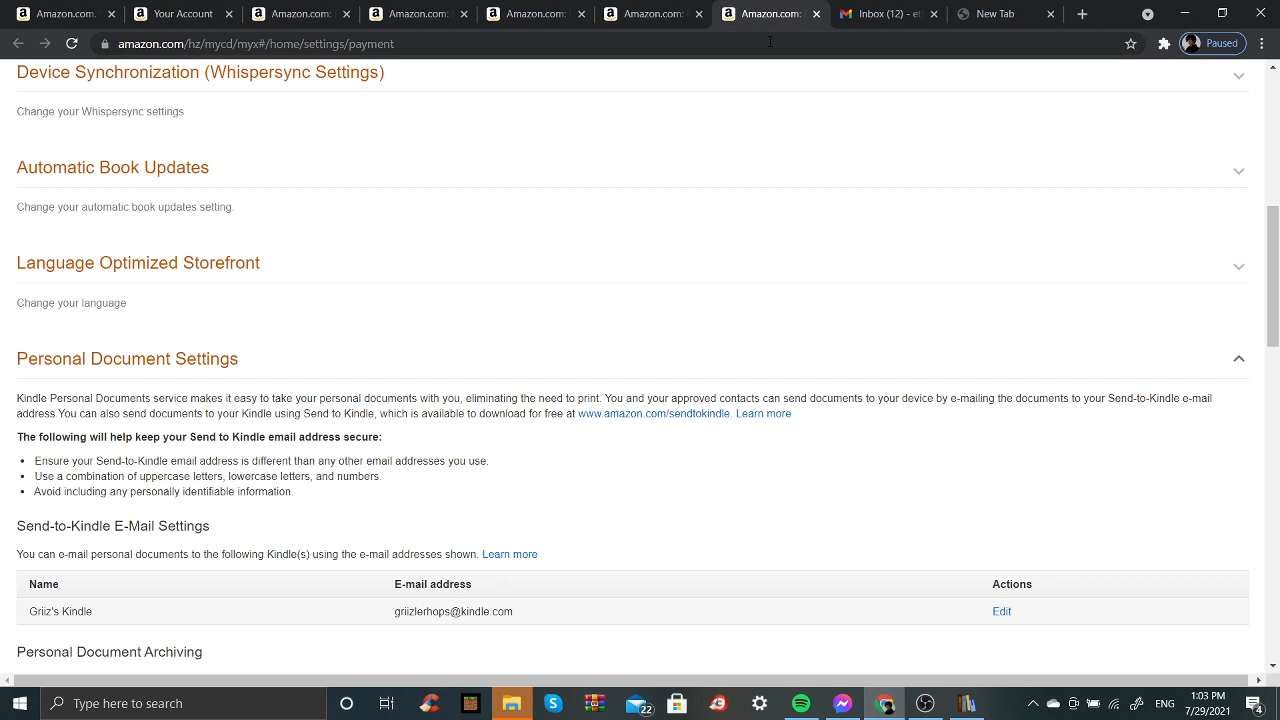 Amazon.com:
Your Account
Amazon.com:
Amazon.com:
Amazon.com:
Amazon.com:
Amazon.com:
Inbox (12) - et
New Tab
amazon.com/hz/mycd/myx#/home/settings/payment
Paused
Device Synchronization (Whispersync Settings)
Change your Whispersync settings
Automatic Book Updates
Change your automatic book updates setting.
Language Optimized Storefront
Change your language
Personal Document Settings
Kindle Personal Documents service makes it easy to take your personal documents with you, eliminating the need to print. You and your approved contacts can send documents to your device by e-mailing the documents to your Send-to-Kindle e-mail
address.You can also send documents to your Kindle using Send to Kindle, which is available to download for free at www.amazon.com/sendtokindle. Learn more
The following will help keep your Send to Kindle email address secure:
• Ensure your Send-to-Kindle email address is different than any other email addresses you use.
• Use a combination of uppercase letters, lowercase letters, and numbers.
• Avoid including any personally identifiable information.
Send-to-Kindle E-Mail Settings
You can e-mail personal documents to the following Kindle(s) using the e-mail addresses shown. Learn more
Name E-mail address Actions
Griiz's Kindle griizlerhops@kindle.com Edit
Personal Document Archiving
Type here to search
22
ENG
1:03 PM
7/29/2021
4